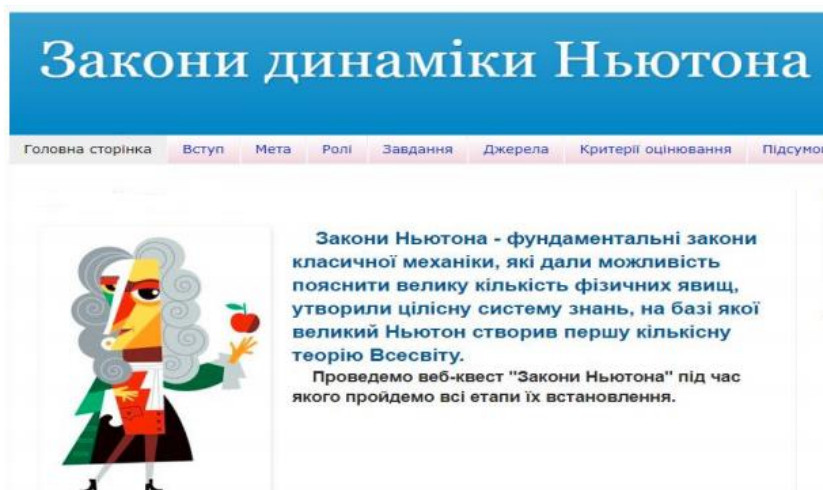 Закони динаміки Ньютона
Головна сторінка Вступ Мета Ролі Завдання Джерела Критерії оцінювання Підсумо
Закони Ньютона - фундаментальні закони
класичної механіки, які дали можливість
пояснити велику кількість фізичних явищ,
утворили цілісну систему знань, на базі якої
великий Ньютон створив першу кількісну
теорію Всесвіту.
Проведемо веб-квест "Закони Ньютона" під час
якого пройдемо всі етапи їх встановлення.